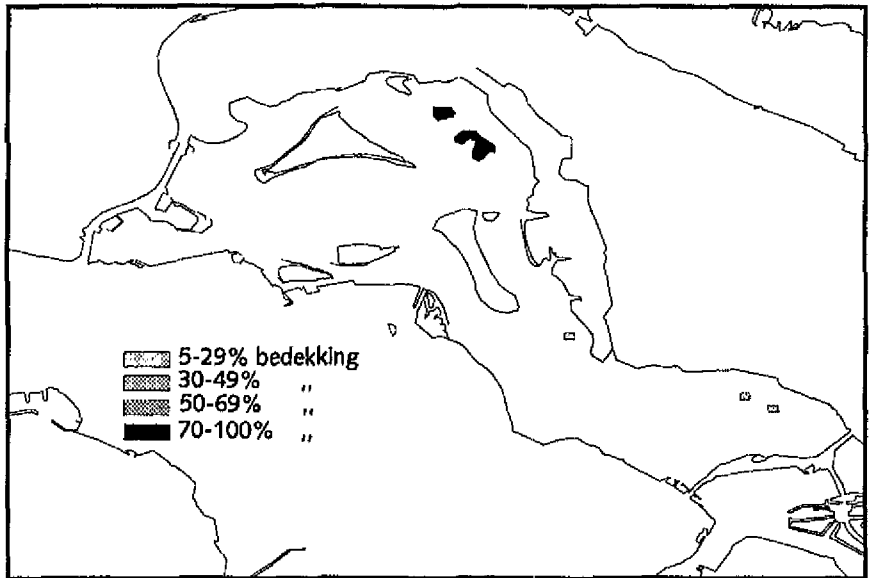 5-29% bedekking
30-49% „
50-69% „
70-100% „